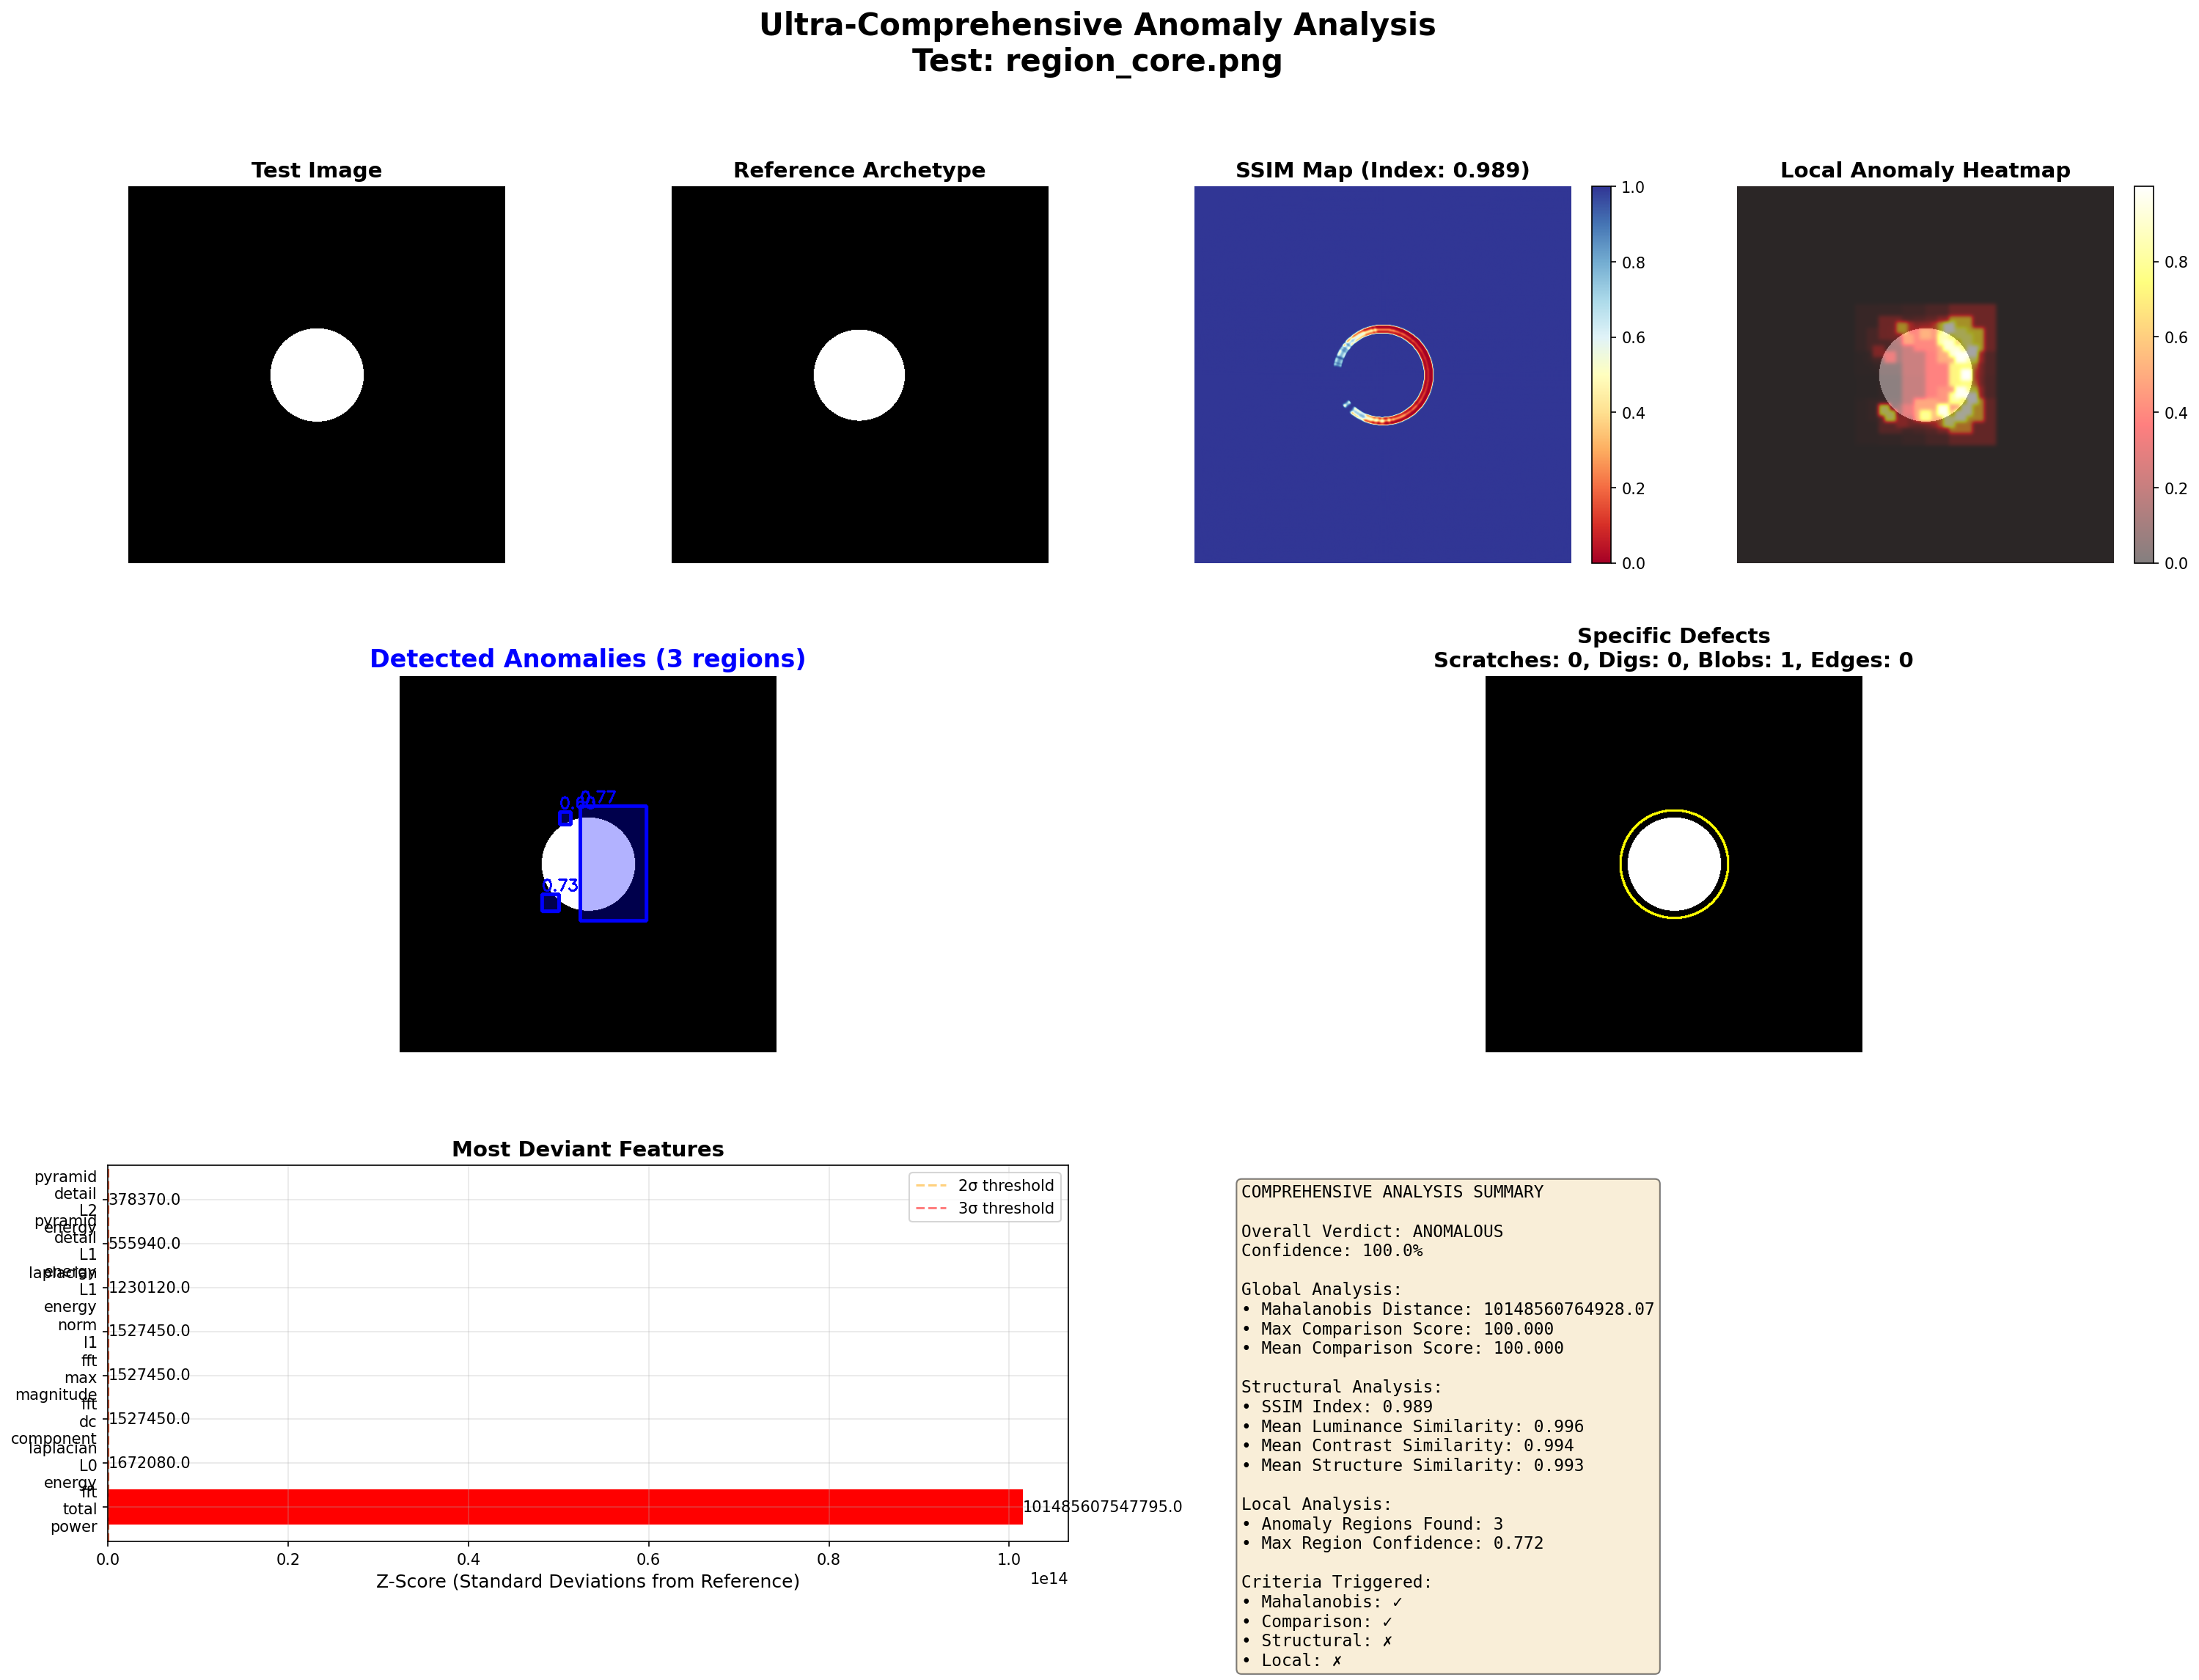 Ultra-Comprehensive Anomaly Analysis
Test: region_core.png
Test Image
Reference Archetype
SSIM Map (Index: 0.989)
1.0
0.8
0.6
0.4
0.2
0.0
Local Anomaly Heatmap
0.8
0.6
0.4
0.2
0.0
Detected Anomalies (3 regions)
0.77
0.73
Specific Defects
Scratches: 0, Digs: 0, Blobs: 1, Edges: 0
Most Deviant Features
pyramid
detail
L2
energy
pyramid
detail
L1
energy
laplacian
L1
energy
norm
l1
fft
max
magnitude
fft
dc
component
laplacian
L0
energy
fft
total
power
378370.0
555940.0
1230120.0
1527450.0
1527450.0
1527450.0
1672080.0
101485607547795.0
2σ threshold
3σ threshold
0.0
0.2
0.4
0.6
0.8
1.0
1e14
Z-Score (Standard Deviations from Reference)
COMPREHENSIVE ANALYSIS SUMMARY
Overall Verdict: ANOMALOUS
Confidence: 100.0%
Global Analysis:
• Mahalanobis Distance: 10148560764928.07
• Max Comparison Score: 100.000
• Mean Comparison Score: 100.000
Structural Analysis:
• SSIM Index: 0.989
• Mean Luminance Similarity: 0.996
• Mean Contrast Similarity: 0.994
• Mean Structure Similarity: 0.993
Local Analysis:
• Anomaly Regions Found: 3
• Max Region Confidence: 0.772
Criteria Triggered:
• Mahalanobis: ✓
• Comparison: ✓
• Structural: ✗
• Local: ✗